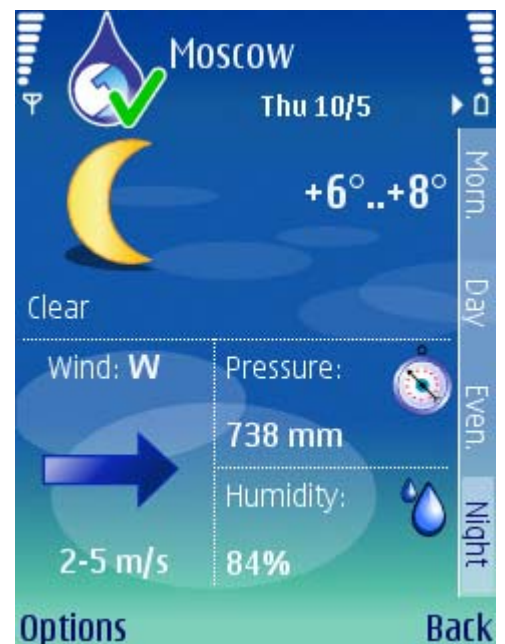 Moscow
Thu 10/5
+6°..+8°
Clear
Wind: W
2-5 m/s
Pressure:
738 mm
Humidity:
84%
Morn.
Day
Even.
Night
Options
Back